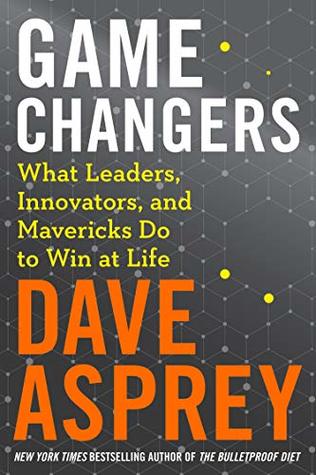 GAME
CHANGERS
What Leaders,
Innovators, and
Mavericks Do
to Win at Life
DAVE
ASPREY
NEW YORK TIMES BESTSELLING AUTHOR OF THE BULLETPROOF DIET